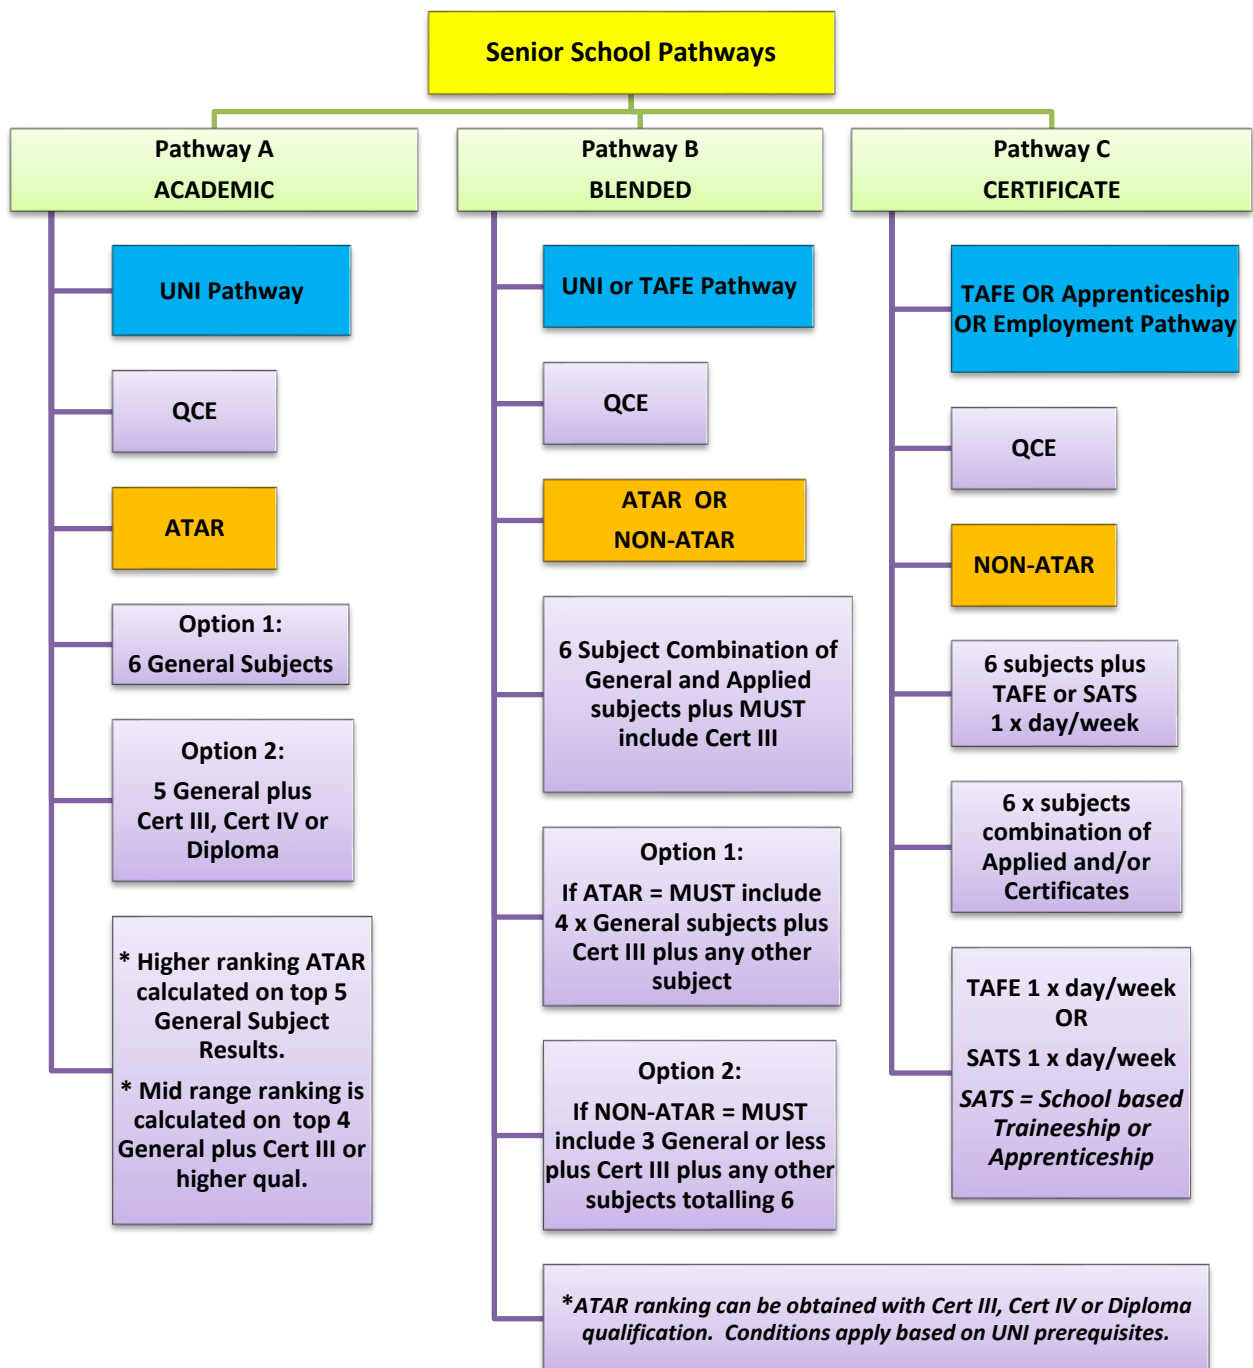 Senior School Pathways
Pathway A
ACADEMIC
UNI Pathway
QCE
ATAR
Option 1:
6 General Subjects
Option 2:
5 General plus
Cert III, Cert IV or
Diploma
* Higher ranking ATAR
calculated on top 5
General Subject
Results.
* Mid range ranking is
calculated on top 4
General plus Cert III or
higher qual.
Pathway B
BLENDED
UNI or TAFE Pathway
QCE
ATAR OR
NON-ATAR
6 Subject Combination of
General and Applied
subjects plus MUST
include Cert III
Option 1:
If ATAR = MUST include
4 x General subjects plus
Cert III plus any other
subject
Option 2:
If NON-ATAR = MUST
include 3 General or less
plus Cert III plus any other
subjects totalling 6
*ATAR ranking can be obtained with Cert III, Cert IV or Diploma
qualification. Conditions apply based on UNI prerequisites.
Pathway C
CERTIFICATE
TAFE OR Apprenticeship
OR Employment Pathway
QCE
NON-ATAR
6 subjects plus
TAFE or SATS
1 x day/week
6 x subjects
combination of
Applied and/or
Certificates
TAFE 1 x day/week
OR
SATS 1 x day/week
SATS = School based
Traineeship or
Apprenticeship